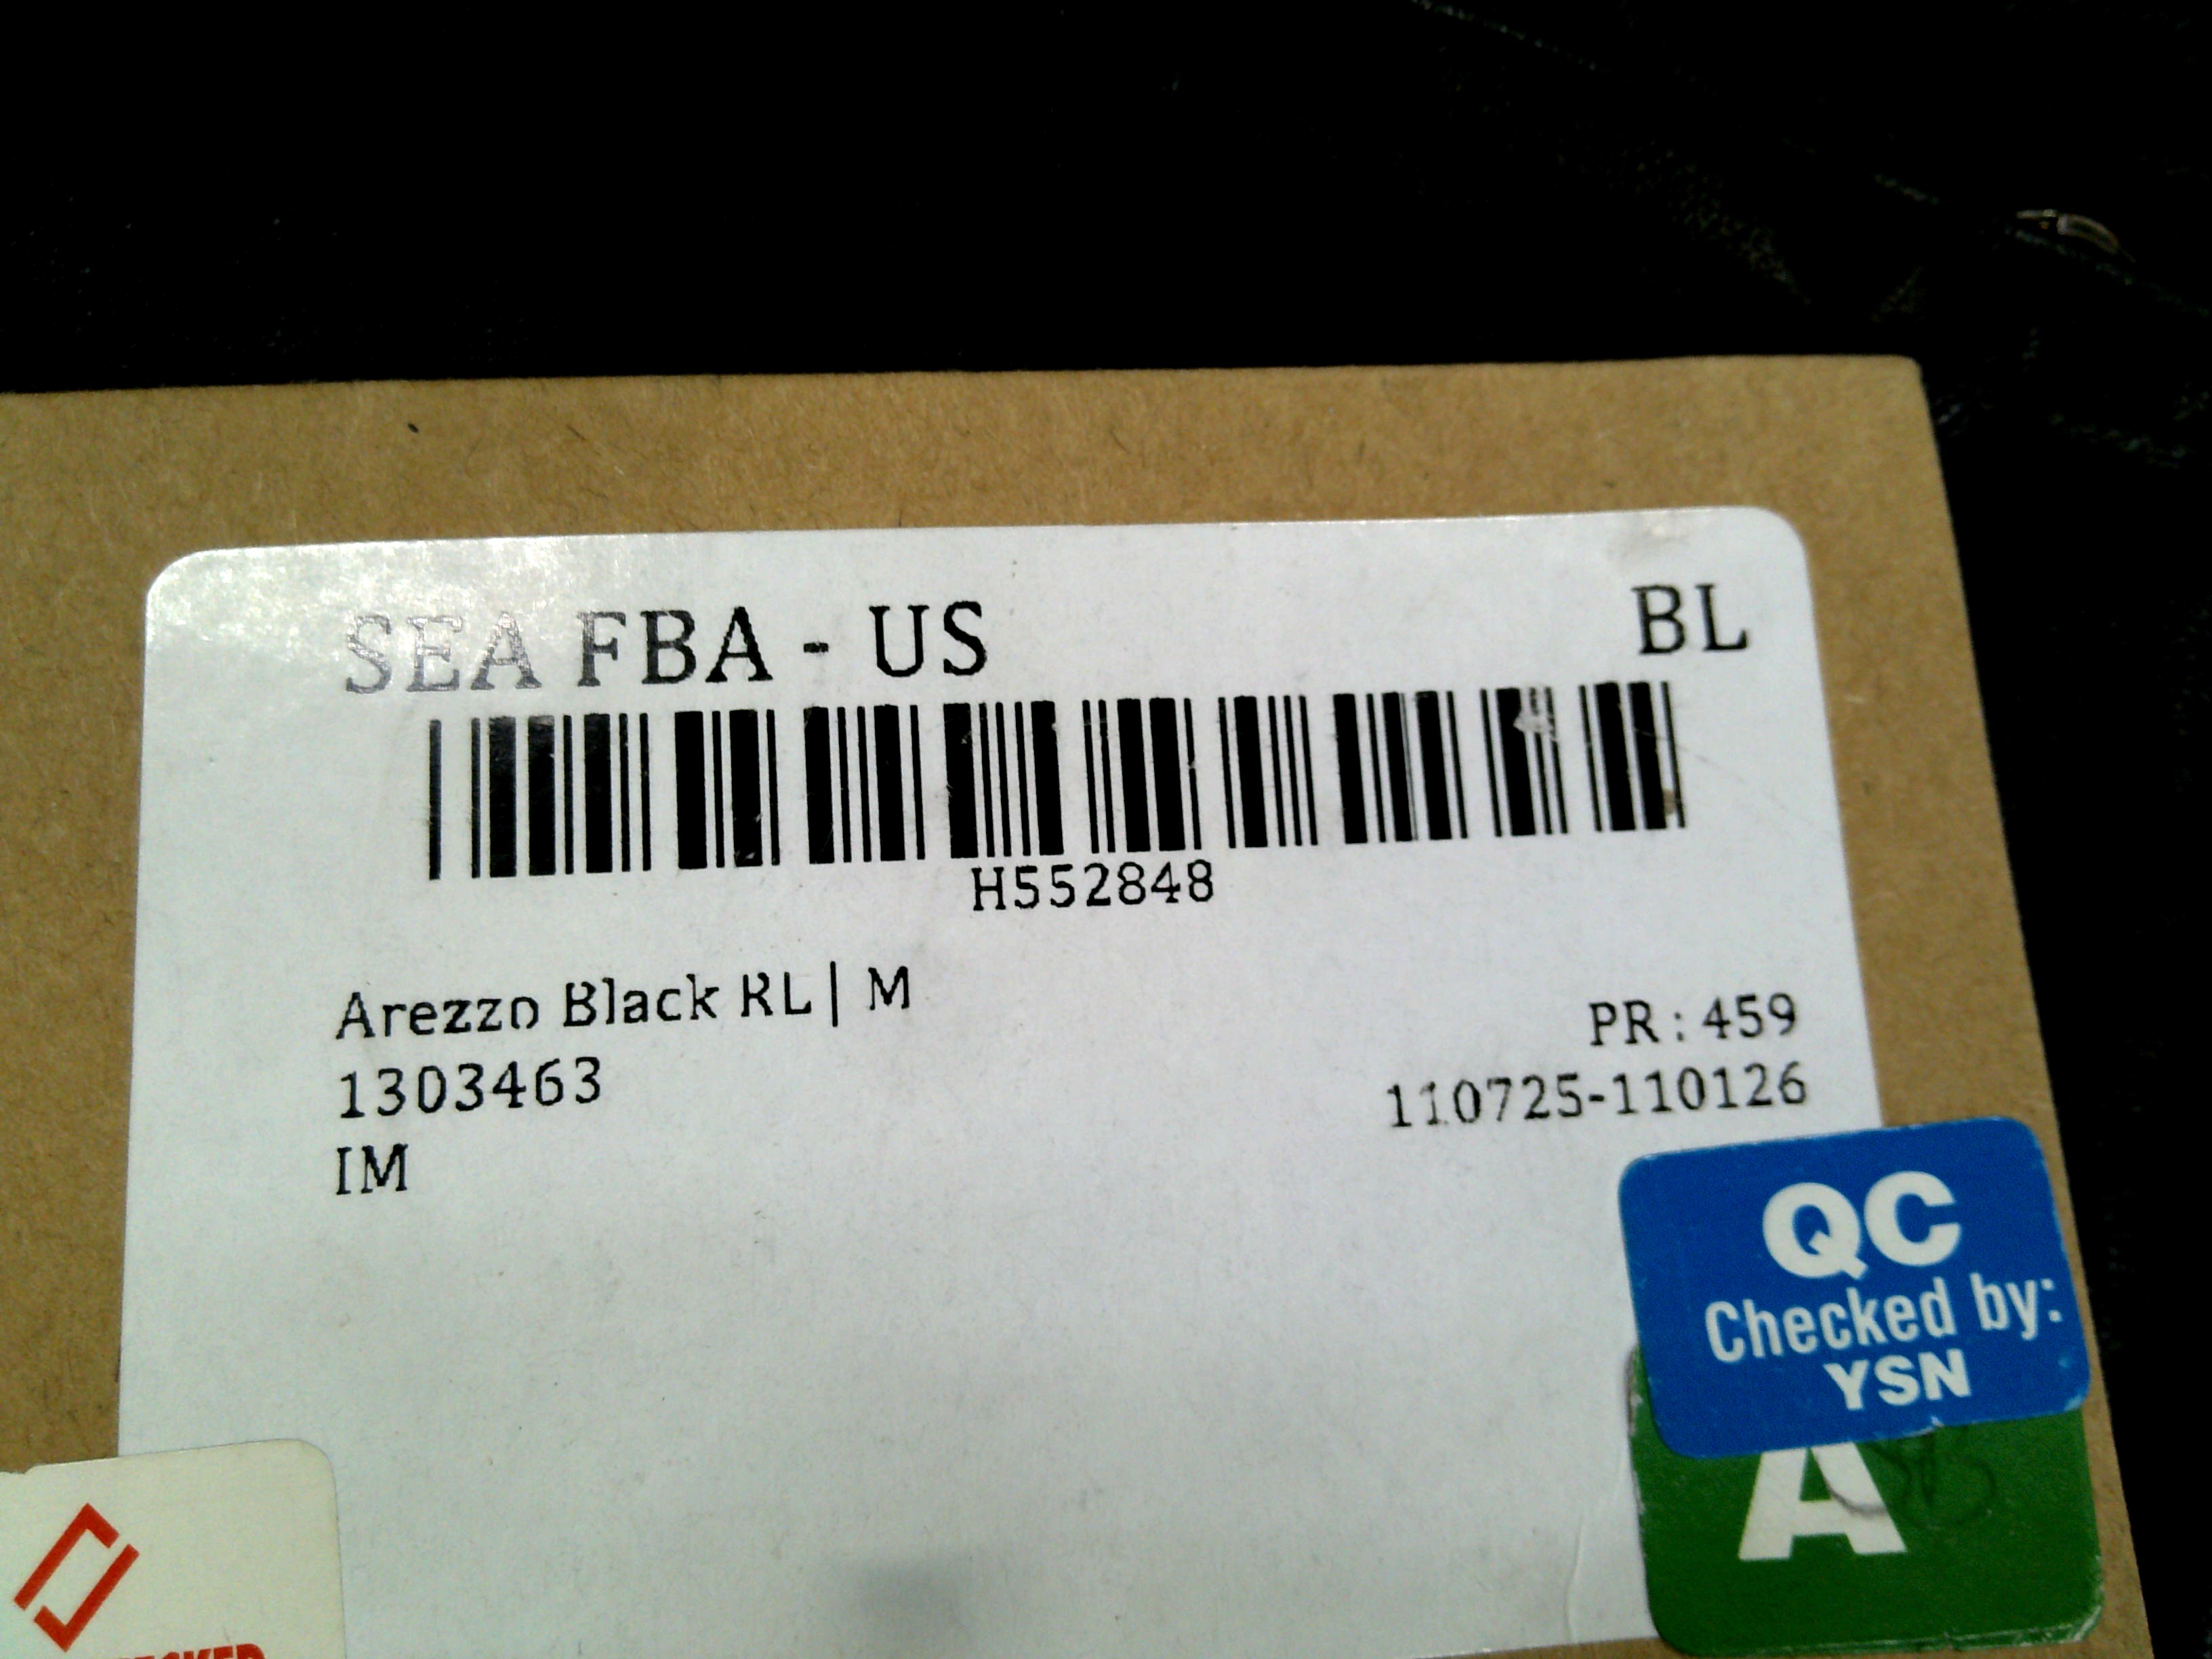 SEA FBA - US
BL
H552848
Arezzo Black RL| M
1303463
IM
PR : 459
110725-110126
QC
Checked by:
YSN
A